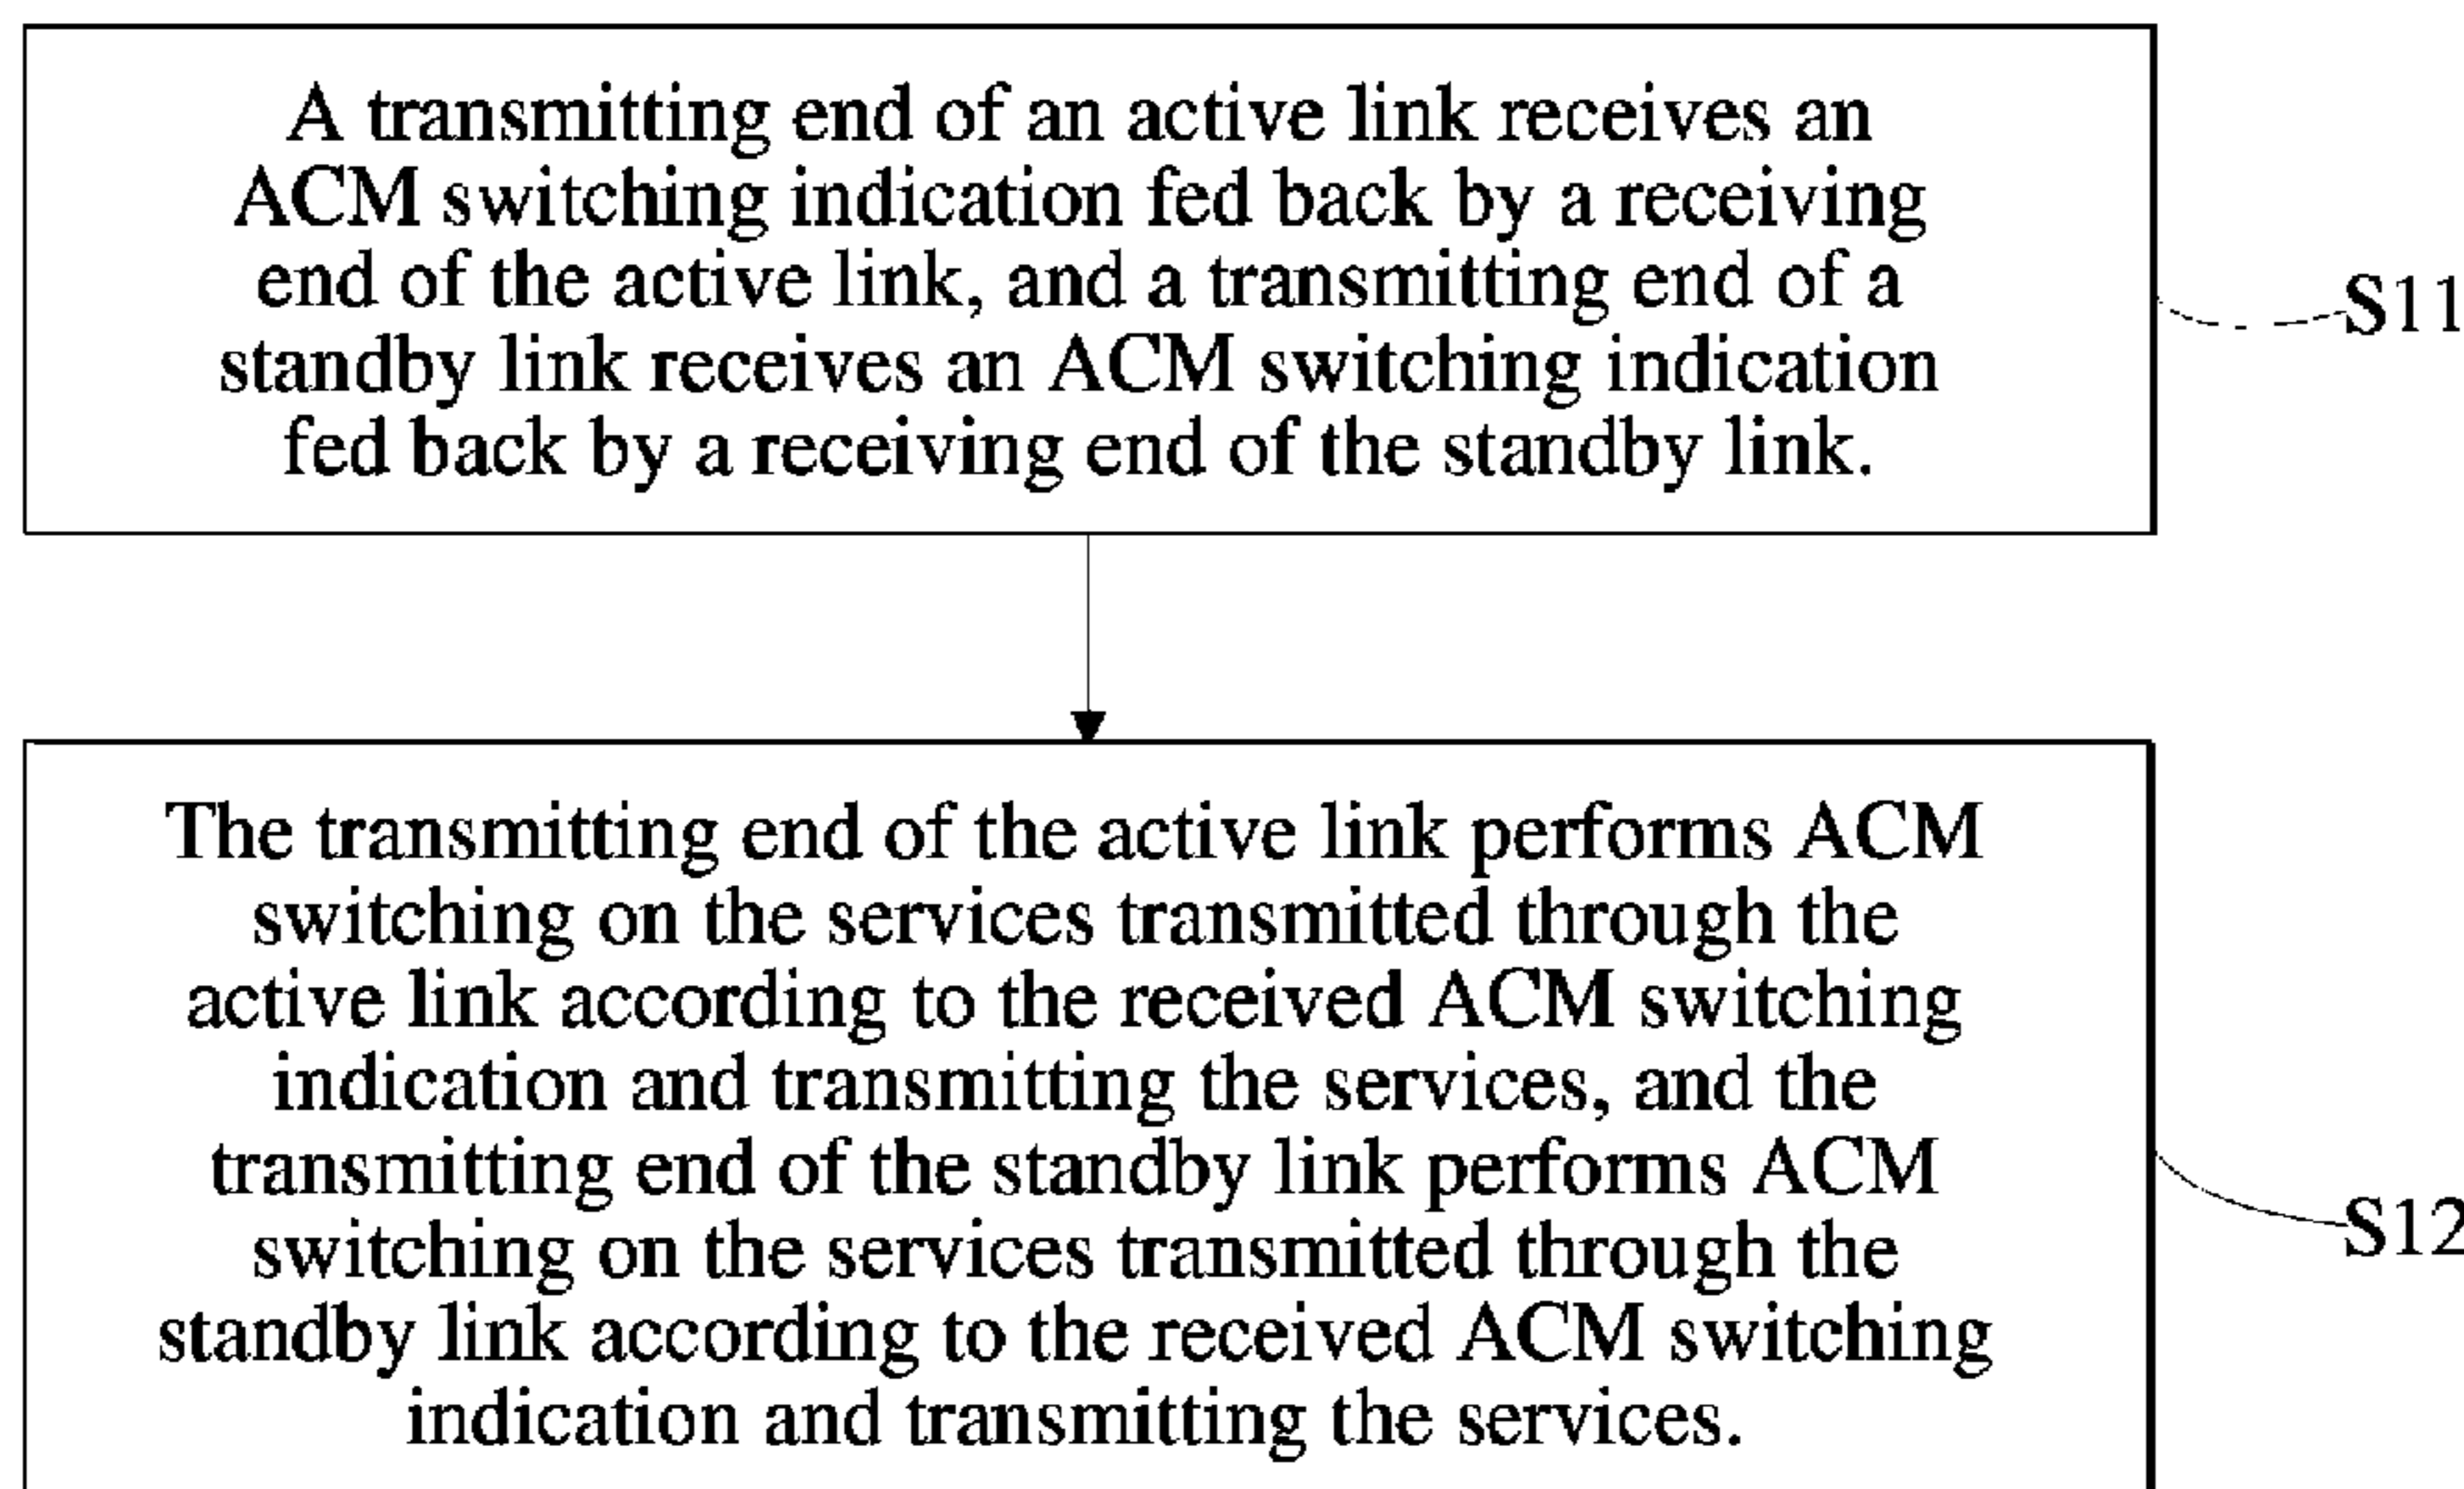 A transmitting end of an active link receives an
ACM switching indication fed back by a receiving
end of the active link, and a transmitting end of a
standby link receives an ACM switching indication
fed back by a receiving end of the standby link.
S11
The transmitting end of the active link performs ACM
switching on the services transmitted through the
active link according to the received ACM switching
indication and transmitting the services, and the
transmitting end of the standby link performs ACM
switching on the services transmitted through the
standby link according to the received ACM switching
indication and transmitting the services.
S12